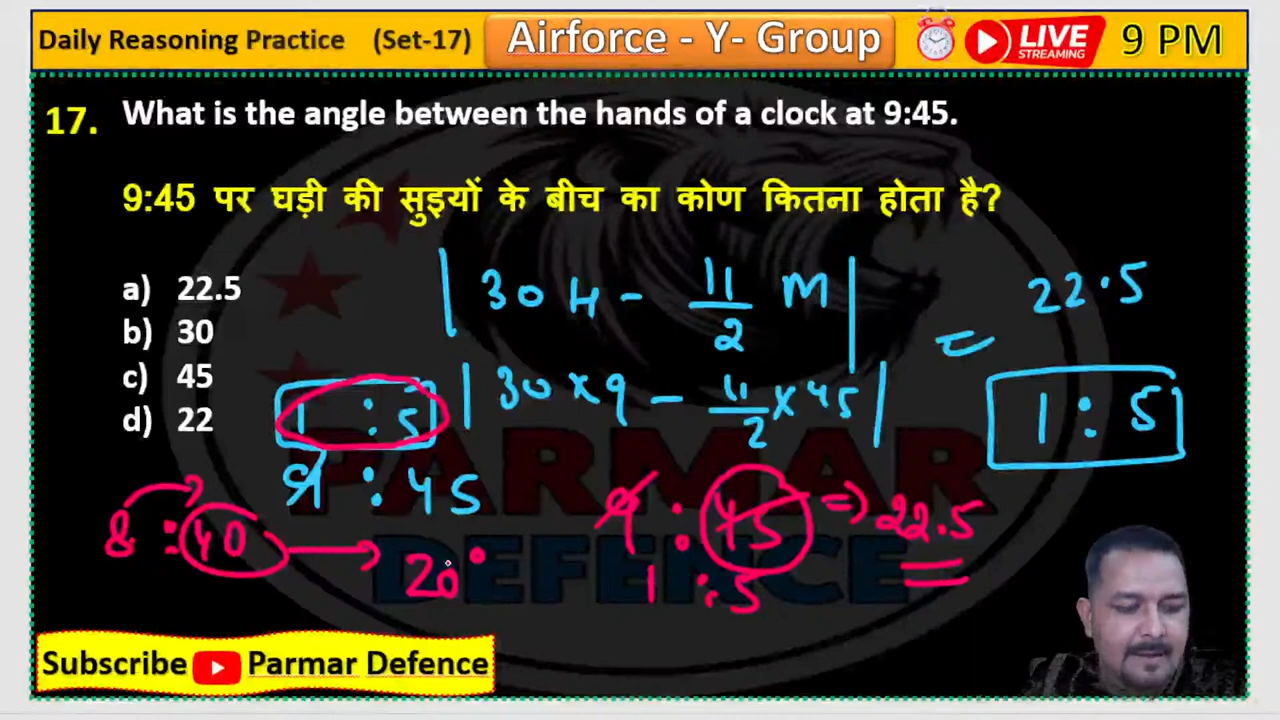 Daily Reasoning Practice (Set-17) Airforce - Y- Group LIVE STREAMING 9 PM
17. What is the angle between the hands of a clock at 9:45.
9:45 पर घड़ी की सुइयों के बीच का कोण कितना होता है?
a) 22.5
b) 30
c) 45
d) 22
| 30 H - 11/2 M | = 22.5
| 30 x 9 - 11/2 x 45 |
1 : 5
1 : 5
9 : 45
8 : 40 → 20°
9 : 45 => 22.5
1 : 5
PARMAR
DEFENCE
Subscribe Parmar Defence